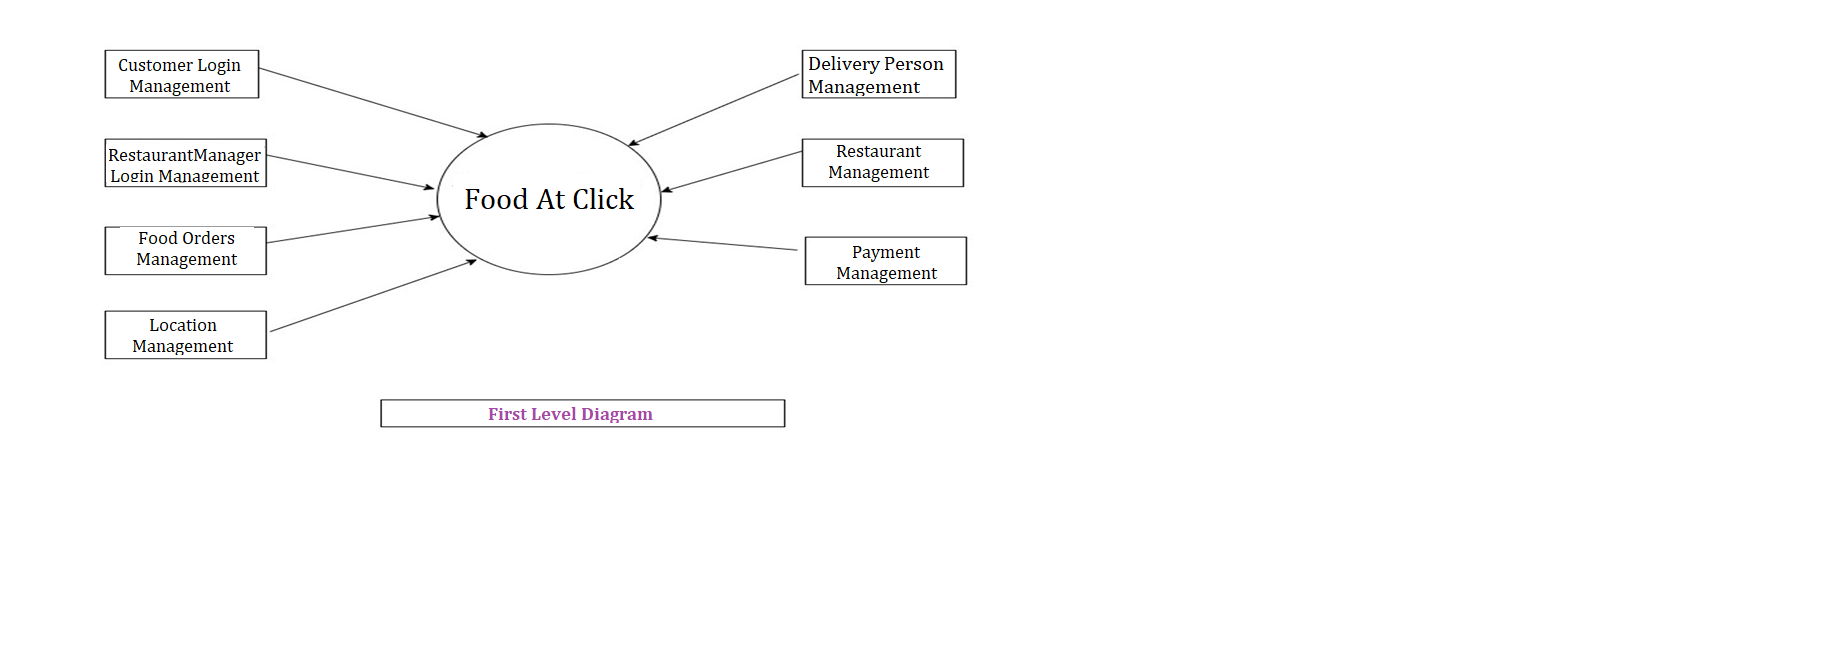 Customer Login
Management
RestaurantManager
Login Management
Food Orders
Management
Location
Management
Food At Click
Delivery Person
Management
Restaurant
Management
Payment
Management
First Level Diagram